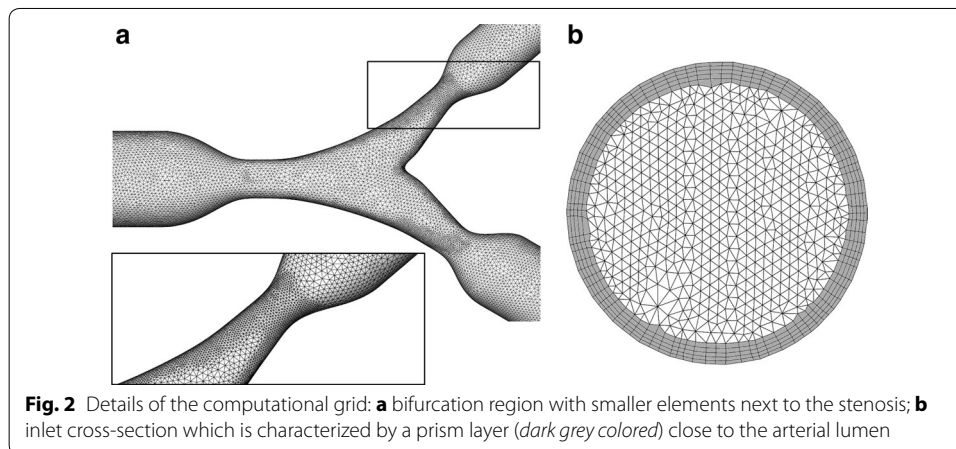 a
b
Fig. 2 Details of the computational grid: a bifurcation region with smaller elements next to the stenosis; b
inlet cross-section which is characterized by a prism layer (dark grey colored) close to the arterial lumen